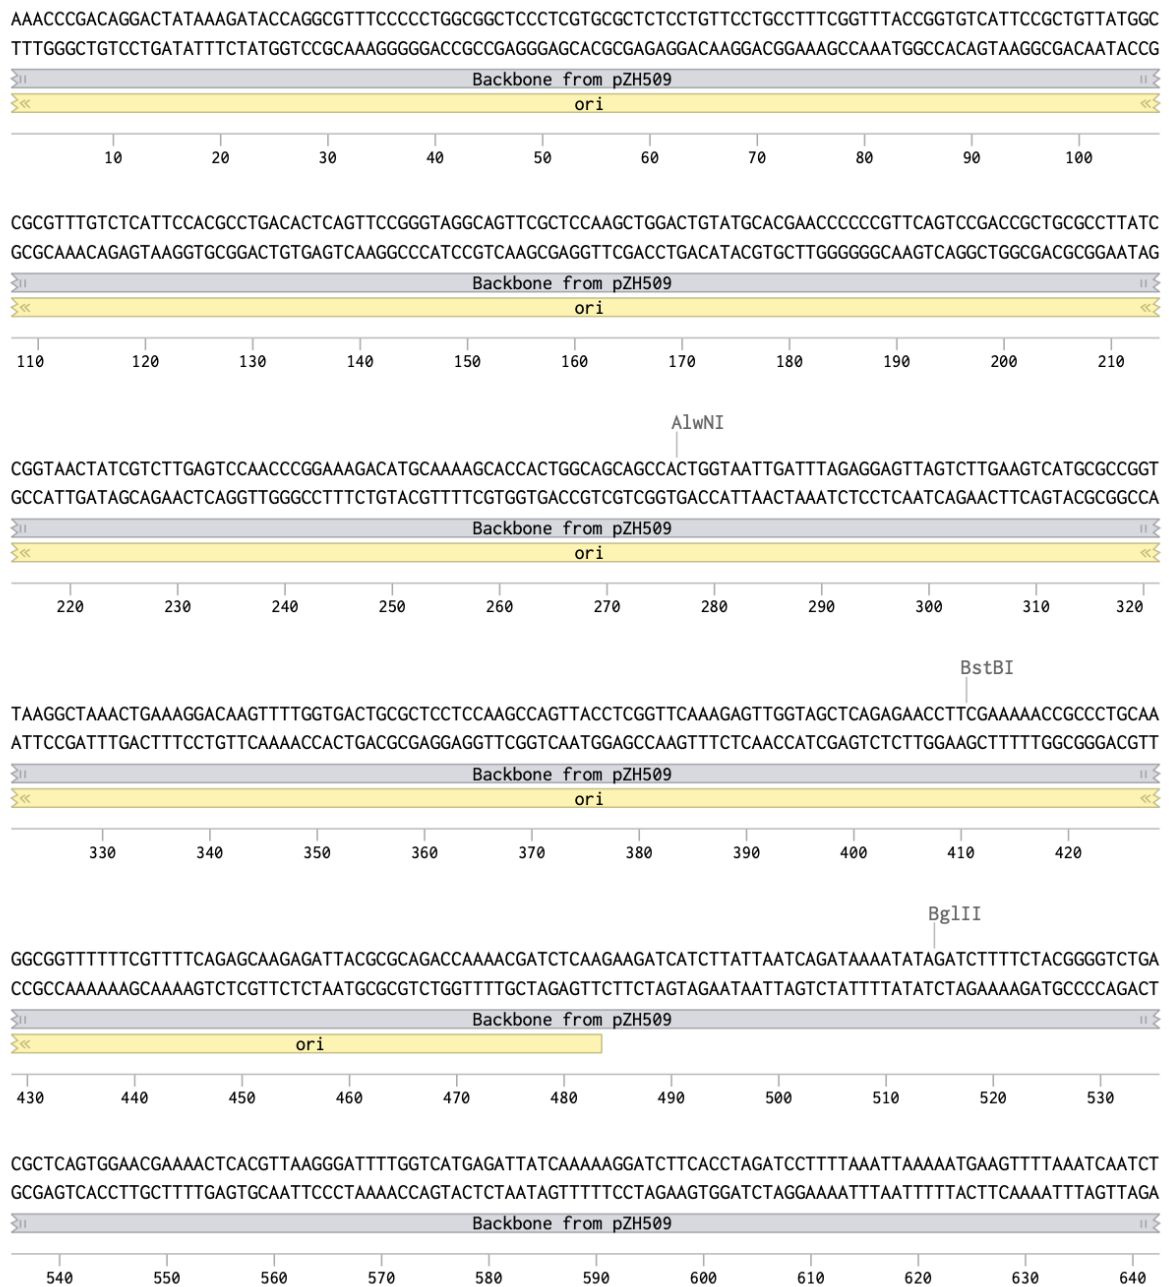 AAACCCGACAGGACTATAAAGATACCAGGCGTTTCCCCCTGGCGGCTCCCTCGTGCGCTCTCCTGTTCCTGCCTTTCGGTTTACCGGTGTCATTCCGCTGTTATGGC
TTTGGGCTGTCCTGATATTTCTATGGTCCGCAAAGGGGGACCGCCGAGGGAGCACGCGAGAGGACAAGGACGGAAAGCCAAATGGCCACAGTAAGGCGACAATACCG
Backbone from pZH509
ori
10 20 30 40 50 60 70 80 90 100
CGCGTTTGTCTCATTCCACGCCTGACACTCAGTTCCGGGTAGGCAGTTCGCTCCAAGCTGGACTGTATGCACGAACCCCCCGTTCAGTCCGACCGCTGCGCCTTATC
GCGCAAACAGAGTAAGGTGCGGACTGTGAGTCAAGGCCCATCCGTCAAGCGAGGTTCGACCTGACATACGTGCTTGGGGGGCAAGTCAGGCTGGCGACGCGGAATAG
Backbone from pZH509
ori
110 120 130 140 150 160 170 180 190 200 210
AlwNI
CGGTAACTATCGTCTTGAGTCCAACCCGGAAAGACATGCAAAAGCACCACTGGCAGCAGCCACTGGTAATTGATTTAGAGGAGTTAGTCTTGAAGTCATGCGCCGGT
GCCATTGATAGCAGAACTCAGGTTGGGCCTTTCTGTACGTTTTCGTGGTGACCGTCGTCGGTGACCATTAACTAAATCTCCTCAATCAGAACTTCAGTACGCGGCCA
Backbone from pZH509
ori
220 230 240 250 260 270 280 290 300 310 320
BstBI
TAAGGCTAAACTGAAAGGACAAGTTTTGGTGACTGCGCTCCTCCAAGCCAGTTACCTCGGTTCAAAGAGTTGGTAGCTCAGAGAACCTTCGAAAAACCGCCCTGCAA
ATTCCGATTTGACTTTCCTGTTCAAAACCACTGACGCGAGGAGGTTCGGTCAATGGAGCCAAGTTTCTCAACCATCGAGTCTCTTGGAAGCTTTTTGGCGGGACGTT
Backbone from pZH509
ori
330 340 350 360 370 380 390 400 410 420
BglII
GGCGGTTTTTTCGTTTTCAGAGCAAGAGATTACGCGCAGACCAAAACGATCTCAAGAAGATCATCTTATTAATCAGATAAAATATAGATCTTTTCTACGGGGTCTGA
CCGCCAAAAAAGCAAAAGTCTCGTTCTCTAATGCGCGTCTGGTTTTGCTAGAGTTCTTCTAGTAGAATAATTAGTCTATTTTATATCTAGAAAAGATGCCCCAGACT
Backbone from pZH509
ori
430 440 450 460 470 480 490 500 510 520 530
CGCTCAGTGGAACGAAAACTCACGTTAAGGGATTTTGGTCATGAGATTATCAAAAAGGATCTTCACCTAGATCCTTTTAAATTAAAAATGAAGTTTTAAATCAATCT
GCGAGTCACCTTGCTTTTGAGTGCAATTCCCTAAAACCAGTACTCTAATAGTTTTTCCTAGAAGTGGATCTAGGAAAATTTAATTTTTACTTCAAAATTTAGTTAGA
Backbone from pZH509
540 550 560 570 580 590 600 610 620 630 640